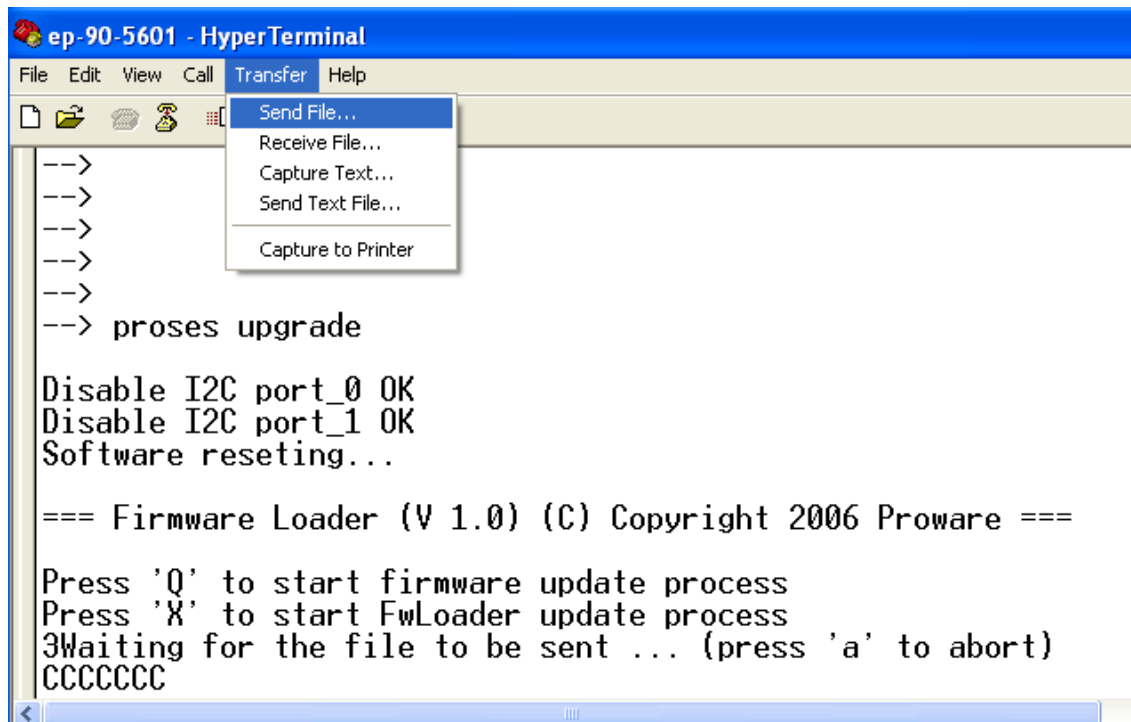 ep-90-5601 - HyperTerminal
File Edit View Call Transfer Help
Send File...
Receive File...
Capture Text...
Send Text File...
Capture to Printer
-->
-->
-->
-->
-->
--> proses upgrade
Disable I2C port_0 OK
Disable I2C port_1 OK
Software reseting...
=== Firmware Loader (V 1.0) (C) Copyright 2006 Proware ===
Press 'Q' to start firmware update process
Press 'X' to start FwLoader update process
3Waiting for the file to be sent ... (press 'a' to abort)
CCCCCCC